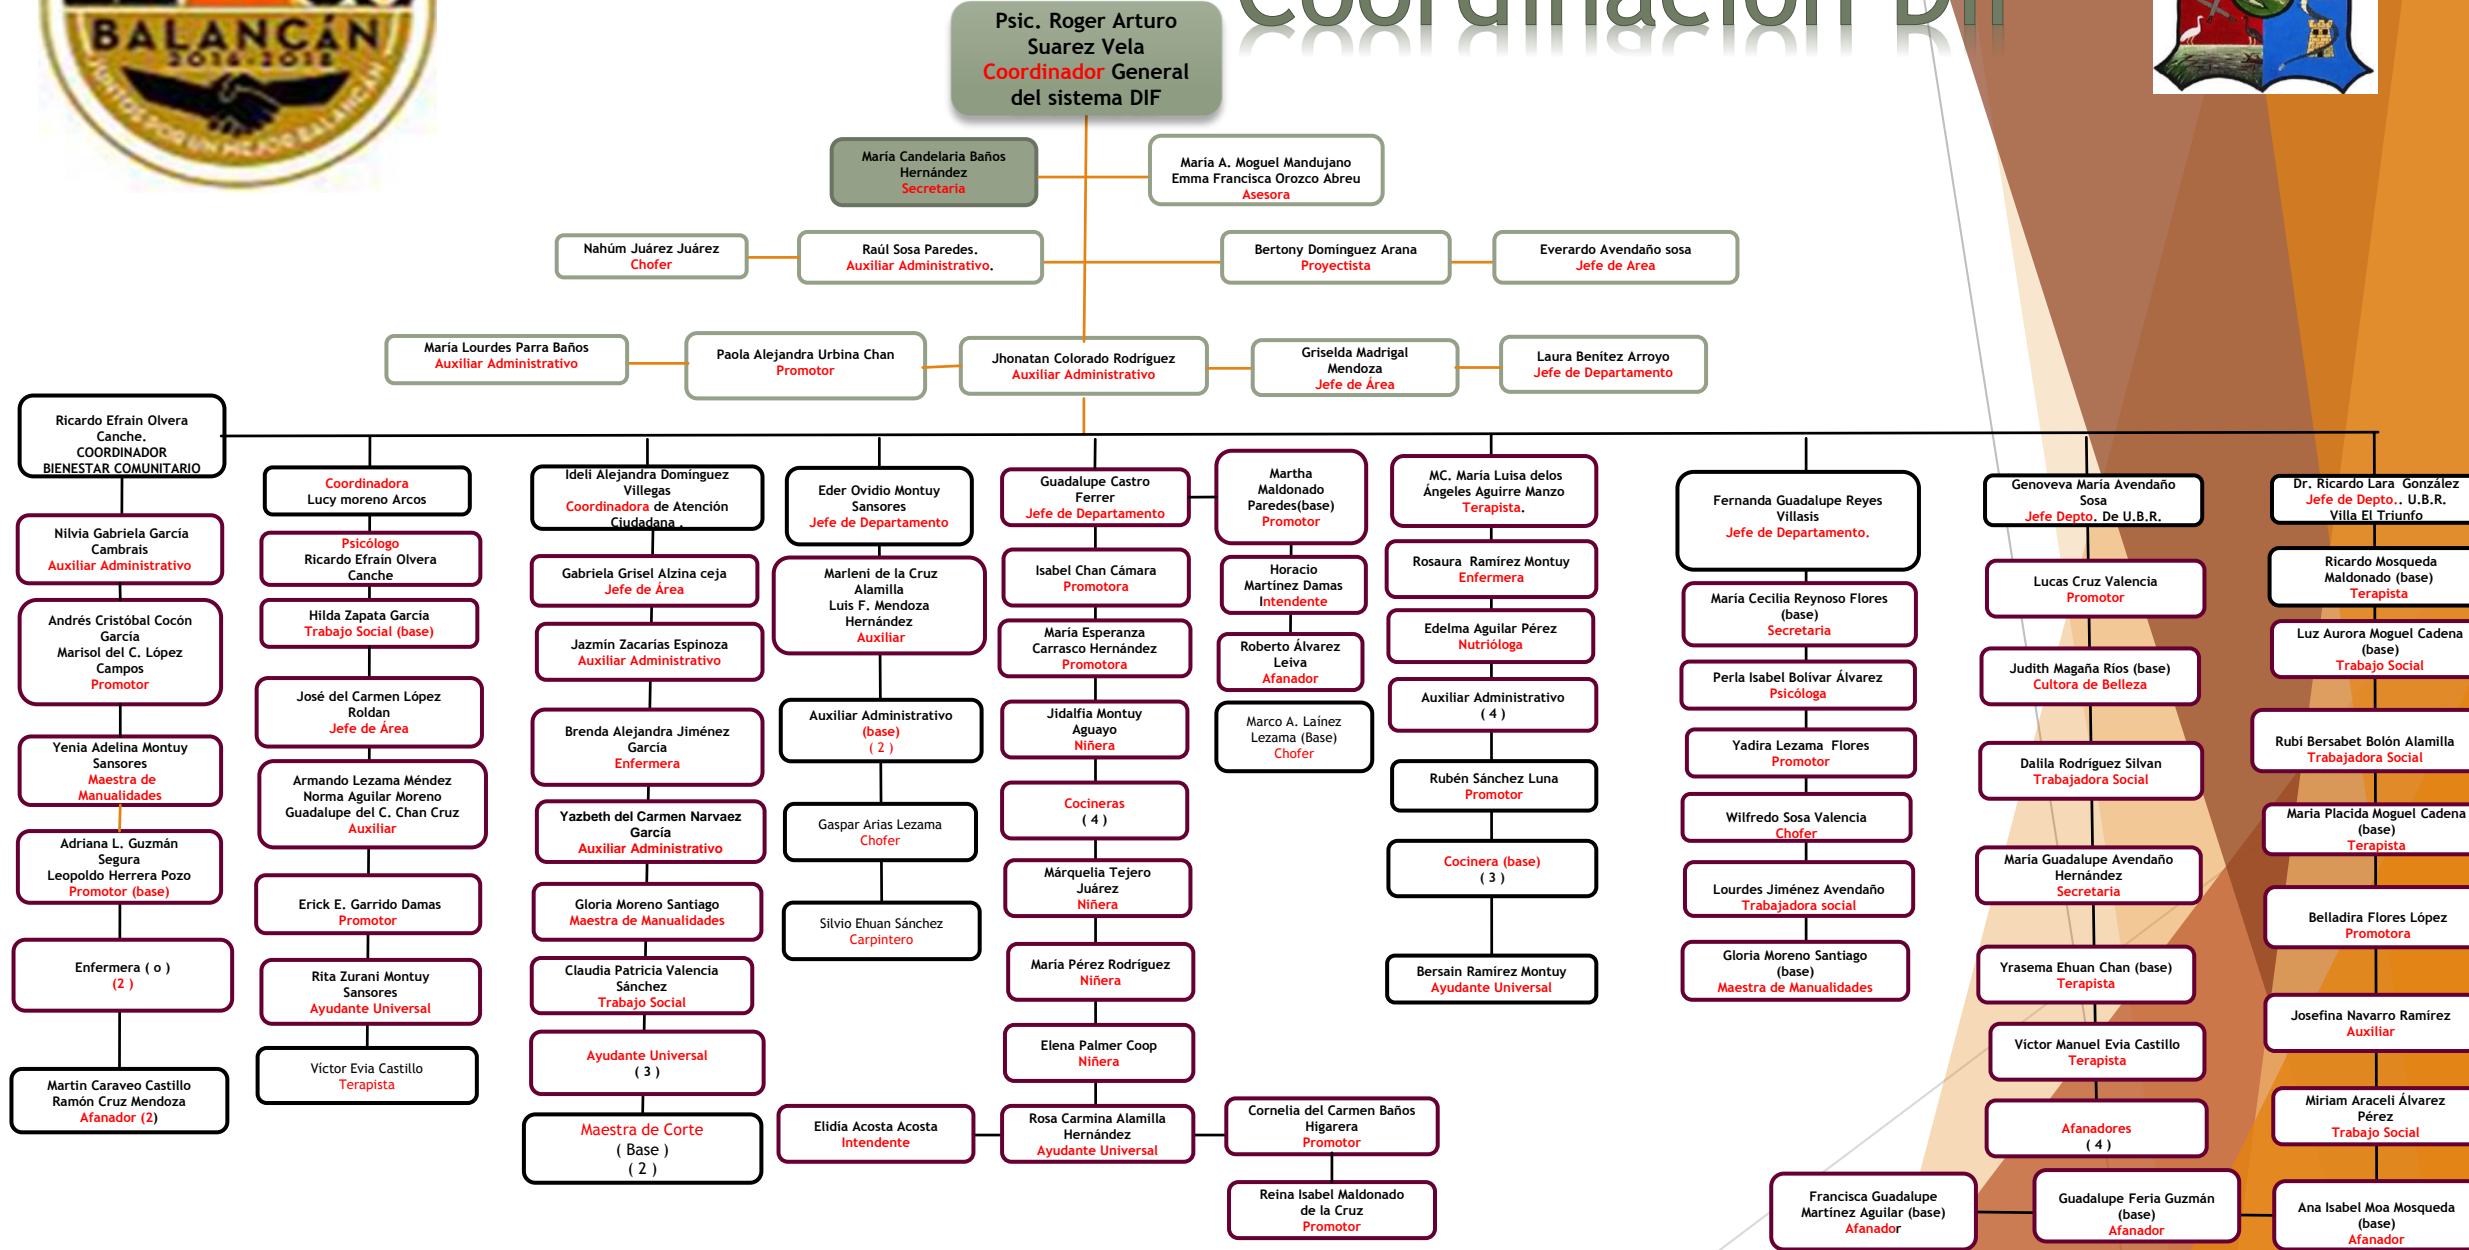 Coordinación Dif
BALANCÁN
2016-2018
JUNTOS POR UN MEJOR BALANCÁN
Psic. Roger Arturo
Suarez Vela
Coordinador General
del sistema DIF
María Candelaria Baños
Hernández
Secretaria
María A. Moguel Mandujano
Emma Francisca Orozco Abreu
Asesora
Nahúm Juárez Juárez
Chofer
Raúl Sosa Paredes.
Auxiliar Administrativo.
Bertony Domínguez Arana
Proyectista
Everardo Avendaño sosa
Jefe de Area
María Lourdes Parra Baños
Auxiliar Administrativo
Paola Alejandra Urbina Chan
Promotor
Jhonatan Colorado Rodríguez
Auxiliar Administrativo
Griselda Madrigal
Mendoza
Jefe de Área
Laura Benítez Arroyo
Jefe de Departamento
Ricardo Efraín Olvera
Canche.
COORDINADOR
BIENESTAR COMUNITARIO
Nilvia Gabriela García
Cambrais
Auxiliar Administrativo
Andrés Cristóbal Cocón
García
Marisol del C. López
Campos
Promotor
Yenia Adelina Montuy
Sansores
Maestra de
Manualidades
Adriana L. Guzmán
Segura
Leopoldo Herrera Pozo
Promotor (base)
Enfermera ( o )
(2 )
Martin Caraveo Castillo
Ramón Cruz Mendoza
Afanador (2)
Coordinadora
Lucy moreno Arcos
Psicólogo
Ricardo Efraín Olvera
Canche
Hilda Zapata García
Trabajo Social (base)
José del Carmen López
Roldan
Jefe de Área
Armando Lezama Méndez
Norma Aguilar Moreno
Guadalupe del C. Chan Cruz
Auxiliar
Erick E. Garrido Damas
Promotor
Rita Zurani Montuy
Sansores
Ayudante Universal
Víctor Evia Castillo
Terapista
Ideli Alejandra Domínguez
Villegas
Coordinadora de Atención
Ciudadana .
Gabriela Grisel Alzina ceja
Jefe de Área
Jazmín Zacarías Espinoza
Auxiliar Administrativo
Brenda Alejandra Jiménez
García
Enfermera
Yazbeth del Carmen Narvaez
García
Auxiliar Administrativo
Gloria Moreno Santiago
Maestra de Manualidades
Claudia Patricia Valencia
Sánchez
Trabajo Social
Ayudante Universal
( 3 )
Maestra de Corte
( Base )
( 2 )
Eder Ovidio Montuy
Sansores
Jefe de Departamento
Marleni de la Cruz
Alamilla
Luis F. Mendoza
Hernández
Auxiliar
Auxiliar Administrativo
(base)
( 2 )
Gaspar Arias Lezama
Chofer
Silvio Ehuan Sánchez
Carpintero
Guadalupe Castro
Ferrer
Jefe de Departamento
Isabel Chan Cámara
Promotora
María Esperanza
Carrasco Hernández
Promotora
Jidalfia Montuy
Aguayo
Niñera
Cocineras
( 4 )
Márquelia Tejero
Juárez
Niñera
María Pérez Rodríguez
Niñera
Elena Palmer Coop
Niñera
Elidía Acosta Acosta
Intendente
Rosa Carmina Alamilla
Hernández
Ayudante Universal
Cornelia del Carmen Baños
Higarera
Promotor
Reina Isabel Maldonado
de la Cruz
Promotor
Martha
Maldonado
Paredes(base)
Promotor
Horacio
Martínez Damas
Intendente
Roberto Álvarez
Leiva
Afanador
Marco A. Laínez
Lezama (Base)
Chofer
MC. María Luisa delos
Ángeles Aguirre Manzo
Terapista.
Rosaura  Ramírez Montuy
Enfermera
Edelma Aguilar Pérez
Nutrióloga
Auxiliar Administrativo
( 4 )
Rubén Sánchez Luna
Promotor
Cocinera (base)
( 3 )
Bersain Ramírez Montuy
Ayudante Universal
Fernanda Guadalupe Reyes
Villasis
Jefe de Departamento.
María Cecilia Reynoso Flores
(base)
Secretaria
Perla Isabel Bolívar Álvarez
Psicóloga
Yadira Lezama  Flores
Promotor
Wilfredo Sosa Valencia
Chofer
Lourdes Jiménez Avendaño
Trabajadora social
Gloria Moreno Santiago
(base)
Maestra de Manualidades
Genoveva María Avendaño
Sosa
Jefe Depto. De U.B.R.
Lucas Cruz Valencia
Promotor
Judith Magaña Ríos (base)
Cultora de Belleza
Dalila Rodríguez Silvan
Trabajadora Social
María Guadalupe Avendaño
Hernández
Secretaria
Yrasema Ehuan Chan (base)
Terapista
Víctor Manuel Evia Castillo
Terapista
Afanadores
( 4 )
Francisca Guadalupe
Martínez Aguilar (base)
Afanador
Guadalupe Feria Guzmán
(base)
Afanador
Dr. Ricardo Lara  González
Jefe de Depto.. U.B.R.
Villa El Triunfo
Ricardo Mosqueda
Maldonado (base)
Terapista
Luz Aurora Moguel Cadena
(base)
Trabajo Social
Rubí Bersabet Bolón Alamilla
Trabajadora Social
María Placida Moguel Cadena
(base)
Terapista
Belladira Flores López
Promotora
Josefina Navarro Ramírez
Auxiliar
Miriam Araceli Álvarez
Pérez
Trabajo Social
Ana Isabel Moa Mosqueda
(base)
Afanador